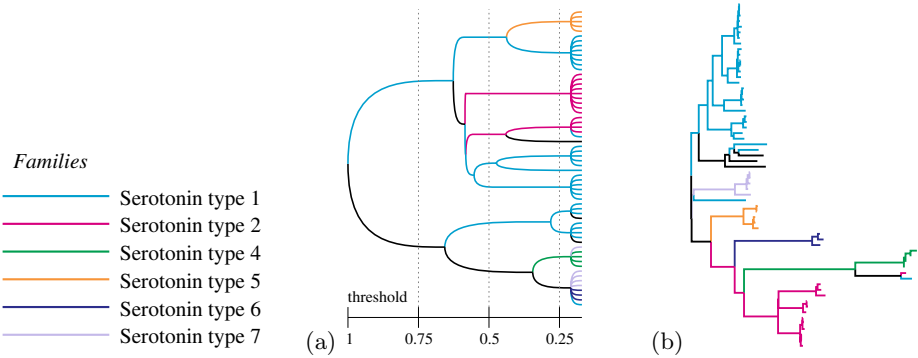 Families
Serotonin type 1
Serotonin type 2
Serotonin type 4
Serotonin type 5
Serotonin type 6
Serotonin type 7
threshold
1 0.75 0.5 0.25
(a)
(b)